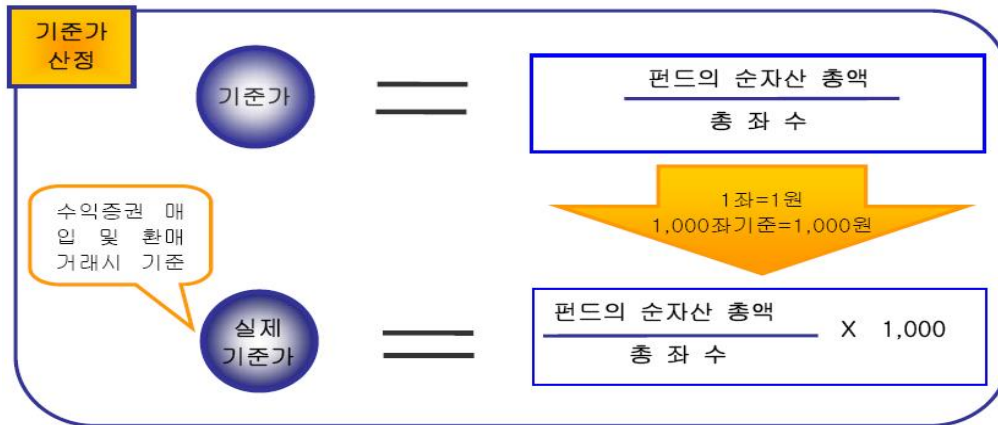 기준가
산정
기준가
펀드의 순자산 총액
총 좌 수
1좌=1원
1,000좌기준=1,000원
수익증권 매
입 및 환매
거래시 기준
실제
기준가
펀드의 순자산 총액
총 좌 수
X 1,000